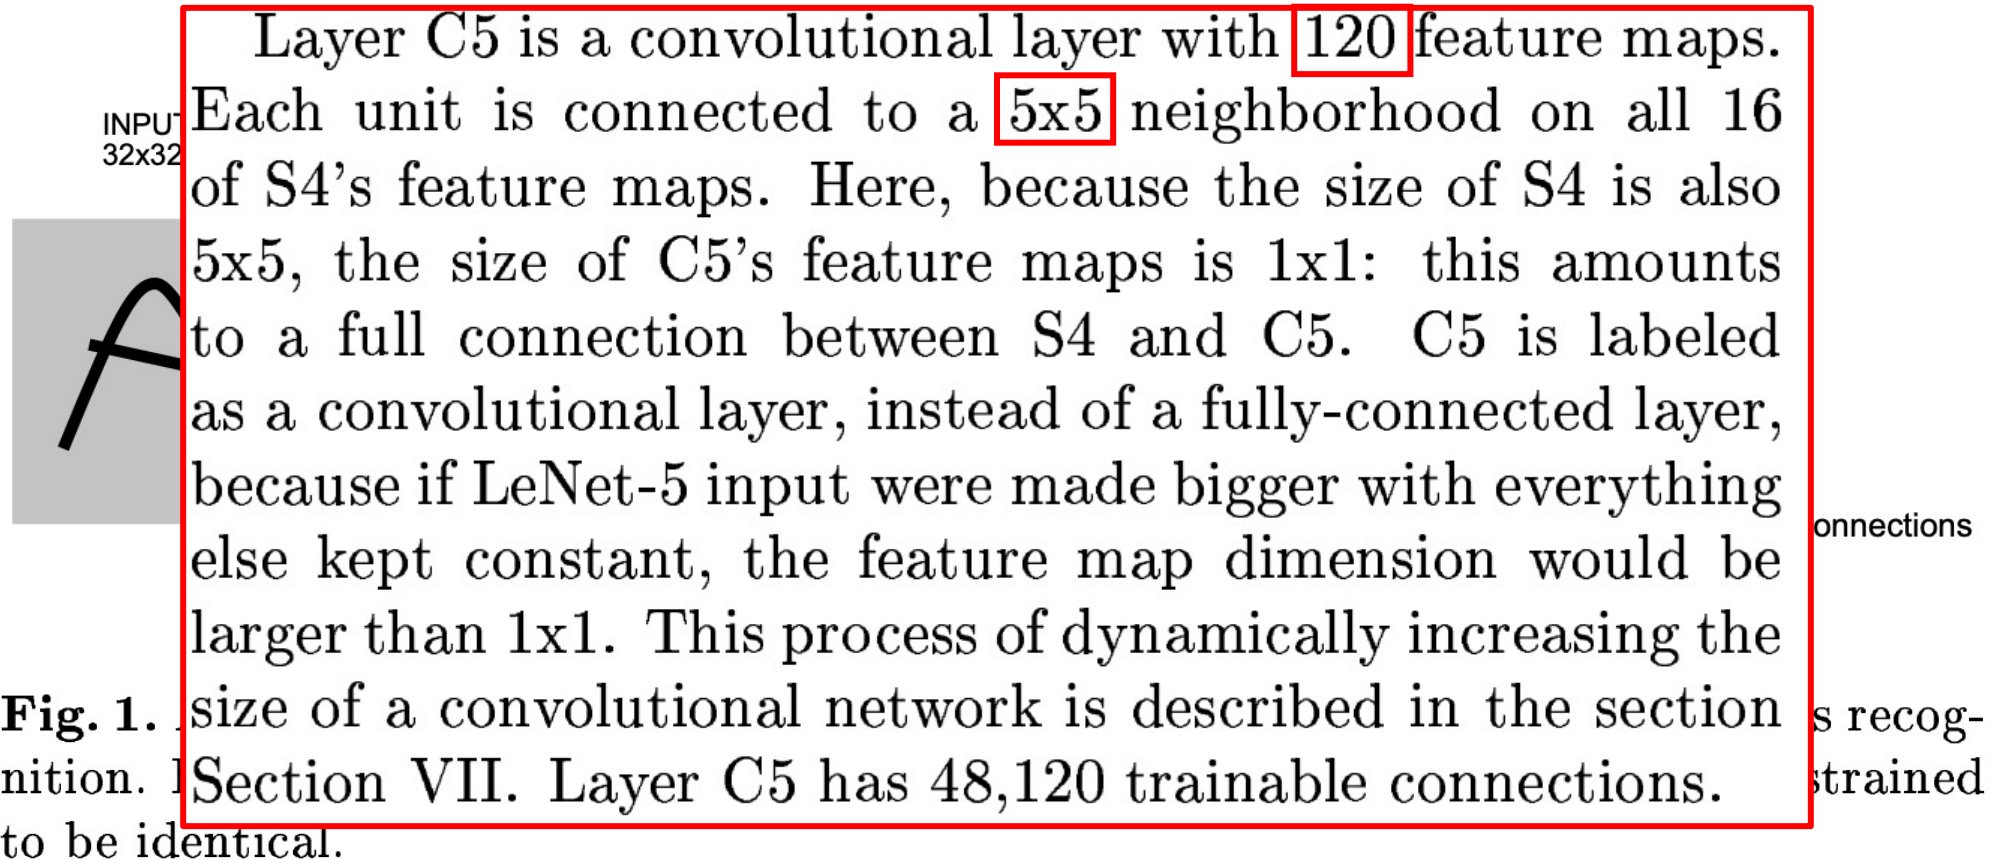 Layer C5 is a convolutional layer with 120 feature maps.
Each unit is connected to a 5x5 neighborhood on all 16
of S4's feature maps. Here, because the size of S4 is also
5x5, the size of C5's feature maps is 1x1: this amounts
to a full connection between S4 and C5. C5 is labeled
as a convolutional layer, instead of a fully-connected layer,
because if LeNet-5 input were made bigger with everything
else kept constant, the feature map dimension would be
larger than 1x1. This process of dynamically increasing the
size of a convolutional network is described in the section
Section VII. Layer C5 has 48,120 trainable connections.
INPUT
32x32
onnections
Fig. 1.
s recog-
nition.
strained
to be identical.